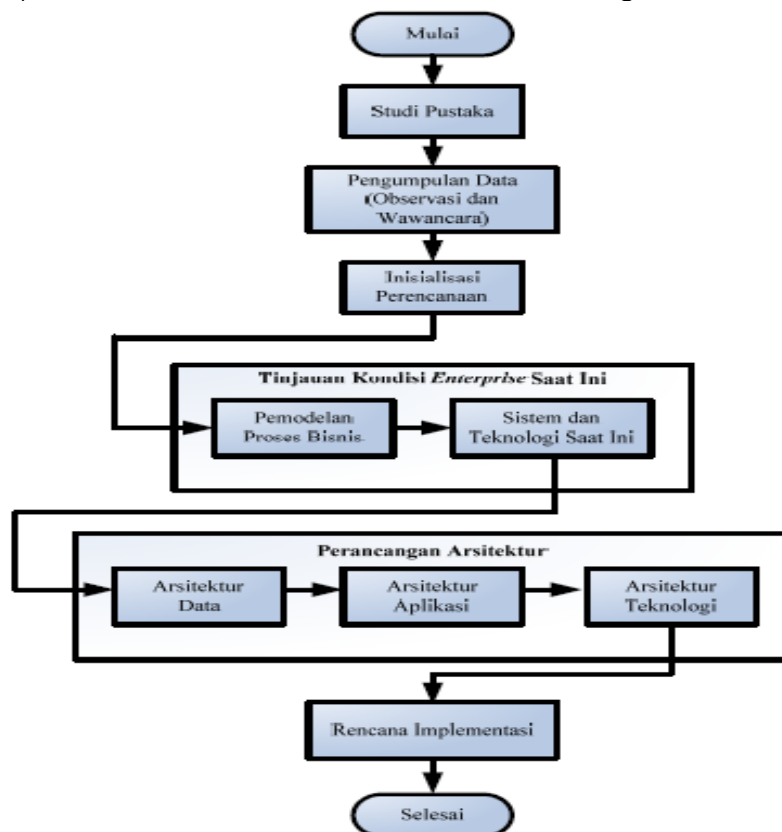 Mulai
Studi Pustaka
Pengumpulan Data
(Observasi dan
Wawancara)
Inisialisasi
Perencanaan
Tinjauan Kondisi Enterprise Saat Ini
Pemodelan
Proses Bisnis
Sistem dan
Teknologi Saat Ini
Perancangan Arsitektur
Arsitektur
Data
Arsitektur
Aplikasi
Arsitektur
Teknologi
Rencana Implementasi
Selesai